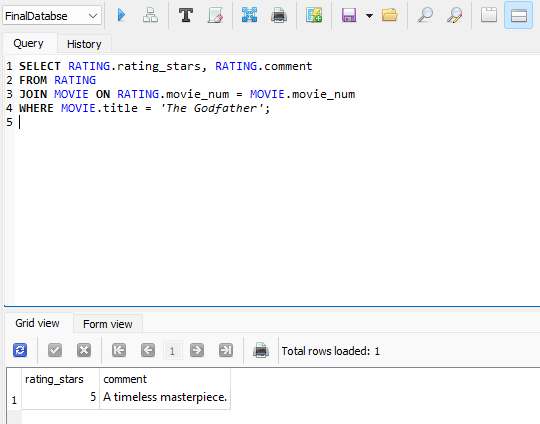 FinalDatabse
Query History
1 SELECT RATING.rating_stars, RATING.comment
2 FROM RATING
3 JOIN MOVIE ON RATING.movie_num = MOVIE.movie_num
4 WHERE MOVIE.title = 'The Godfather';
5
Grid view Form view
1 Total rows loaded: 1
rating_stars comment
1 5 A timeless masterpiece.